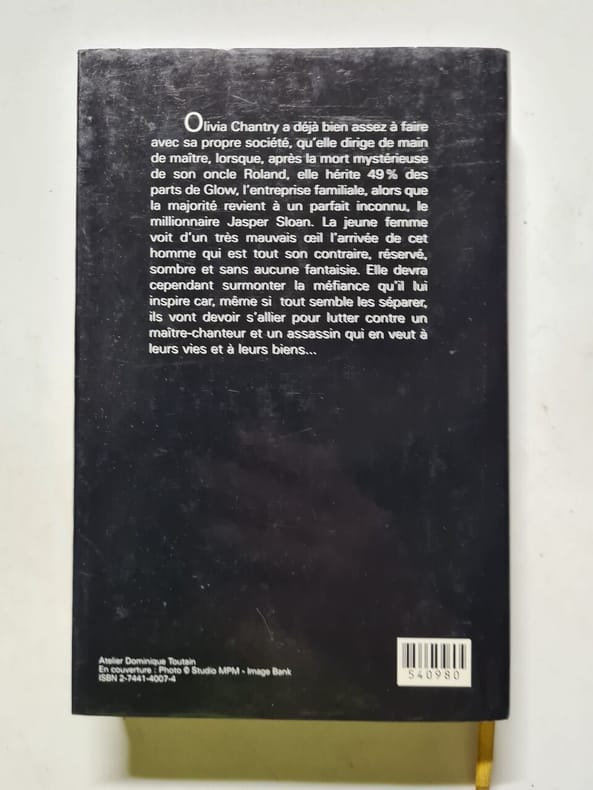 Olivia Chantry a déjà bien assez à faire
avec sa propre société, qu'elle dirige de main
de maître, lorsque, après la mort mystérieuse
de son oncle Roland, elle hérite 49 % des
parts de Glow, l'entreprise familiale, alors que
la majorité revient à un parfait inconnu, le
millionnaire Jasper Sloan. La jeune femme
voit d'un très mauvais œil l'arrivée de cet
homme qui est tout son contraire, réservé,
sombre et sans aucune fantaisie. Elle devra
cependant surmonter la méfiance qu'il lui
inspire car, même si tout semble les séparer,
ils vont devoir s'allier pour lutter contre un
maître-chanteur et un assassin qui en veut à
leurs vies et à leurs biens...
Atelier Dominique Toutain
En couverture : Photo © Studio MPM - Image Bank
ISBN 2-7441-4007-4
540980